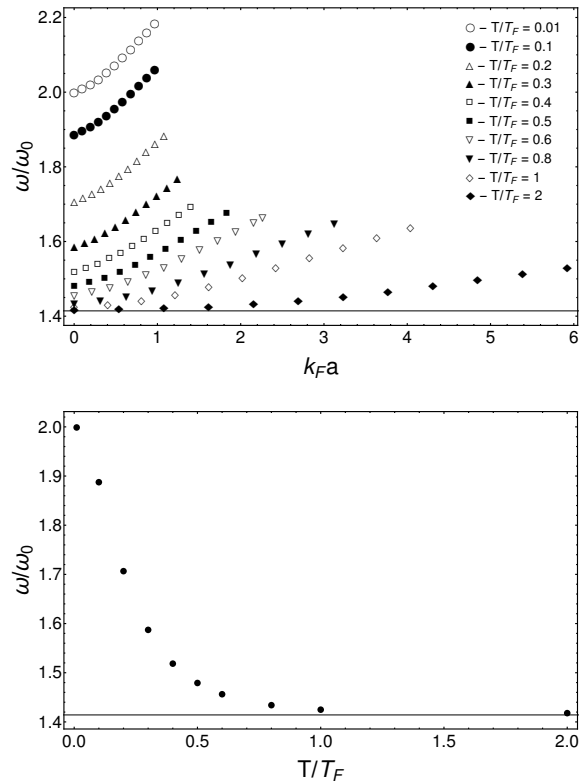 2.2
2.0
1.8
1.6
1.4
ω/ω0
○ – T/TF = 0.01
● – T/TF = 0.1
△ – T/TF = 0.2
▲ – T/TF = 0.3
□ – T/TF = 0.4
■ – T/TF = 0.5
▽ – T/TF = 0.6
▼ – T/TF = 0.8
◇ – T/TF = 1
◆ – T/TF = 2
0 1 2 3 4 5 6
kFa
2.0
1.9
1.8
1.7
1.6
1.5
1.4
ω/ω0
0.0 0.5 1.0 1.5 2.0
T/TF